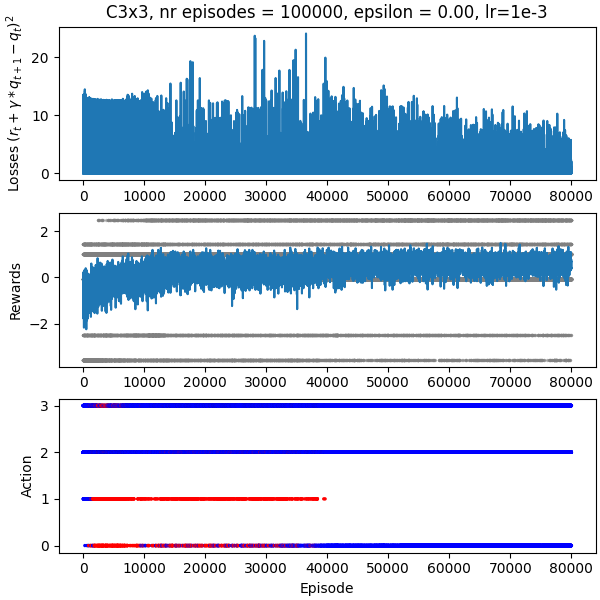 C3x3, nr episodes = 100000, epsilon = 0.00, lr=1e-3
Losses $(r_t + \gamma * q_{t+1} - q_t)^2$
20
10
0
0 10000 20000 30000 40000 50000 60000 70000 80000
Rewards
2
0
−2
0 10000 20000 30000 40000 50000 60000 70000 80000
Action
3
2
1
0
0 10000 20000 30000 40000 50000 60000 70000 80000
Episode